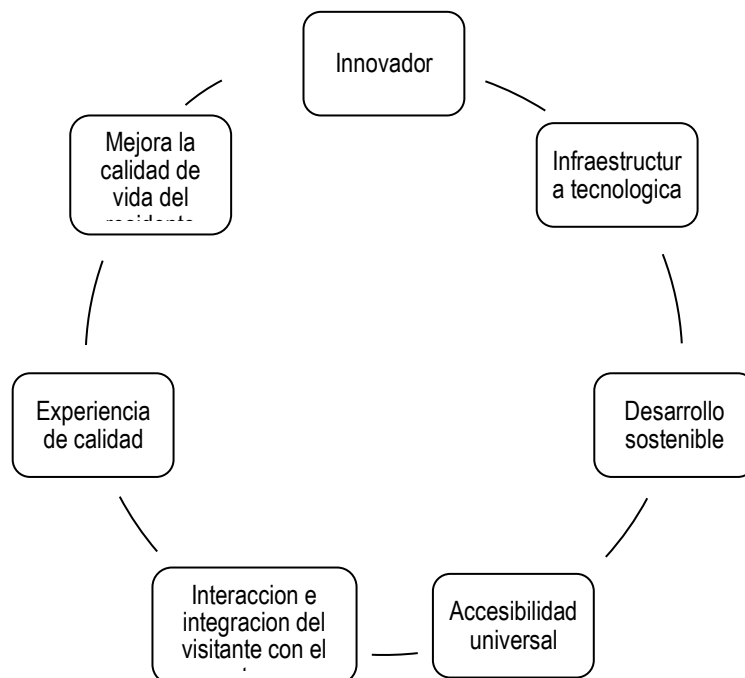 Innovador
Infraestructur
a tecnologica
Desarrollo
sostenible
Accesibilidad
universal
Interaccion e
integracion del
visitante con el
Experiencia
de calidad
Mejora la
calidad de
vida del